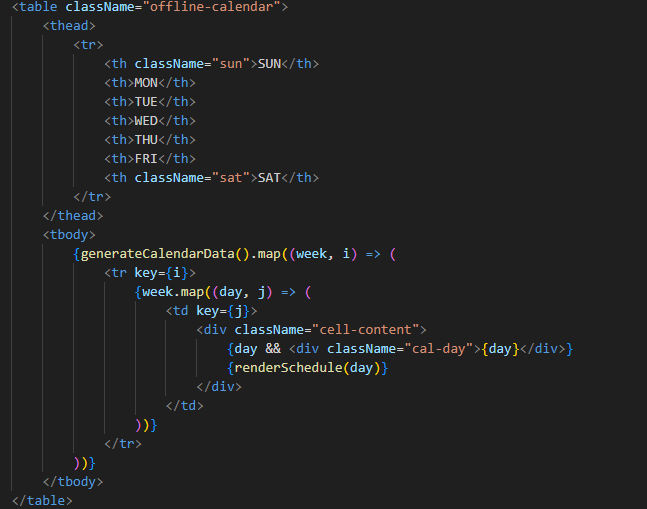 <table className="offline-calendar">
    <thead>
        <tr>
            <th className="sun">SUN</th>
            <th>MON</th>
            <th>TUE</th>
            <th>WED</th>
            <th>THU</th>
            <th>FRI</th>
            <th className="sat">SAT</th>
        </tr>
    </thead>
    <tbody>
        {generateCalendarData().map((week, i) => (
            <tr key={i}>
                {week.map((day, j) => (
                    <td key={j}>
                        <div className="cell-content">
                            {day && <div className="cal-day">{day}</div>}
                            {renderSchedule(day)}
                        </div>
                    </td>
                ))}
            </tr>
        ))}
    </tbody>
</table>